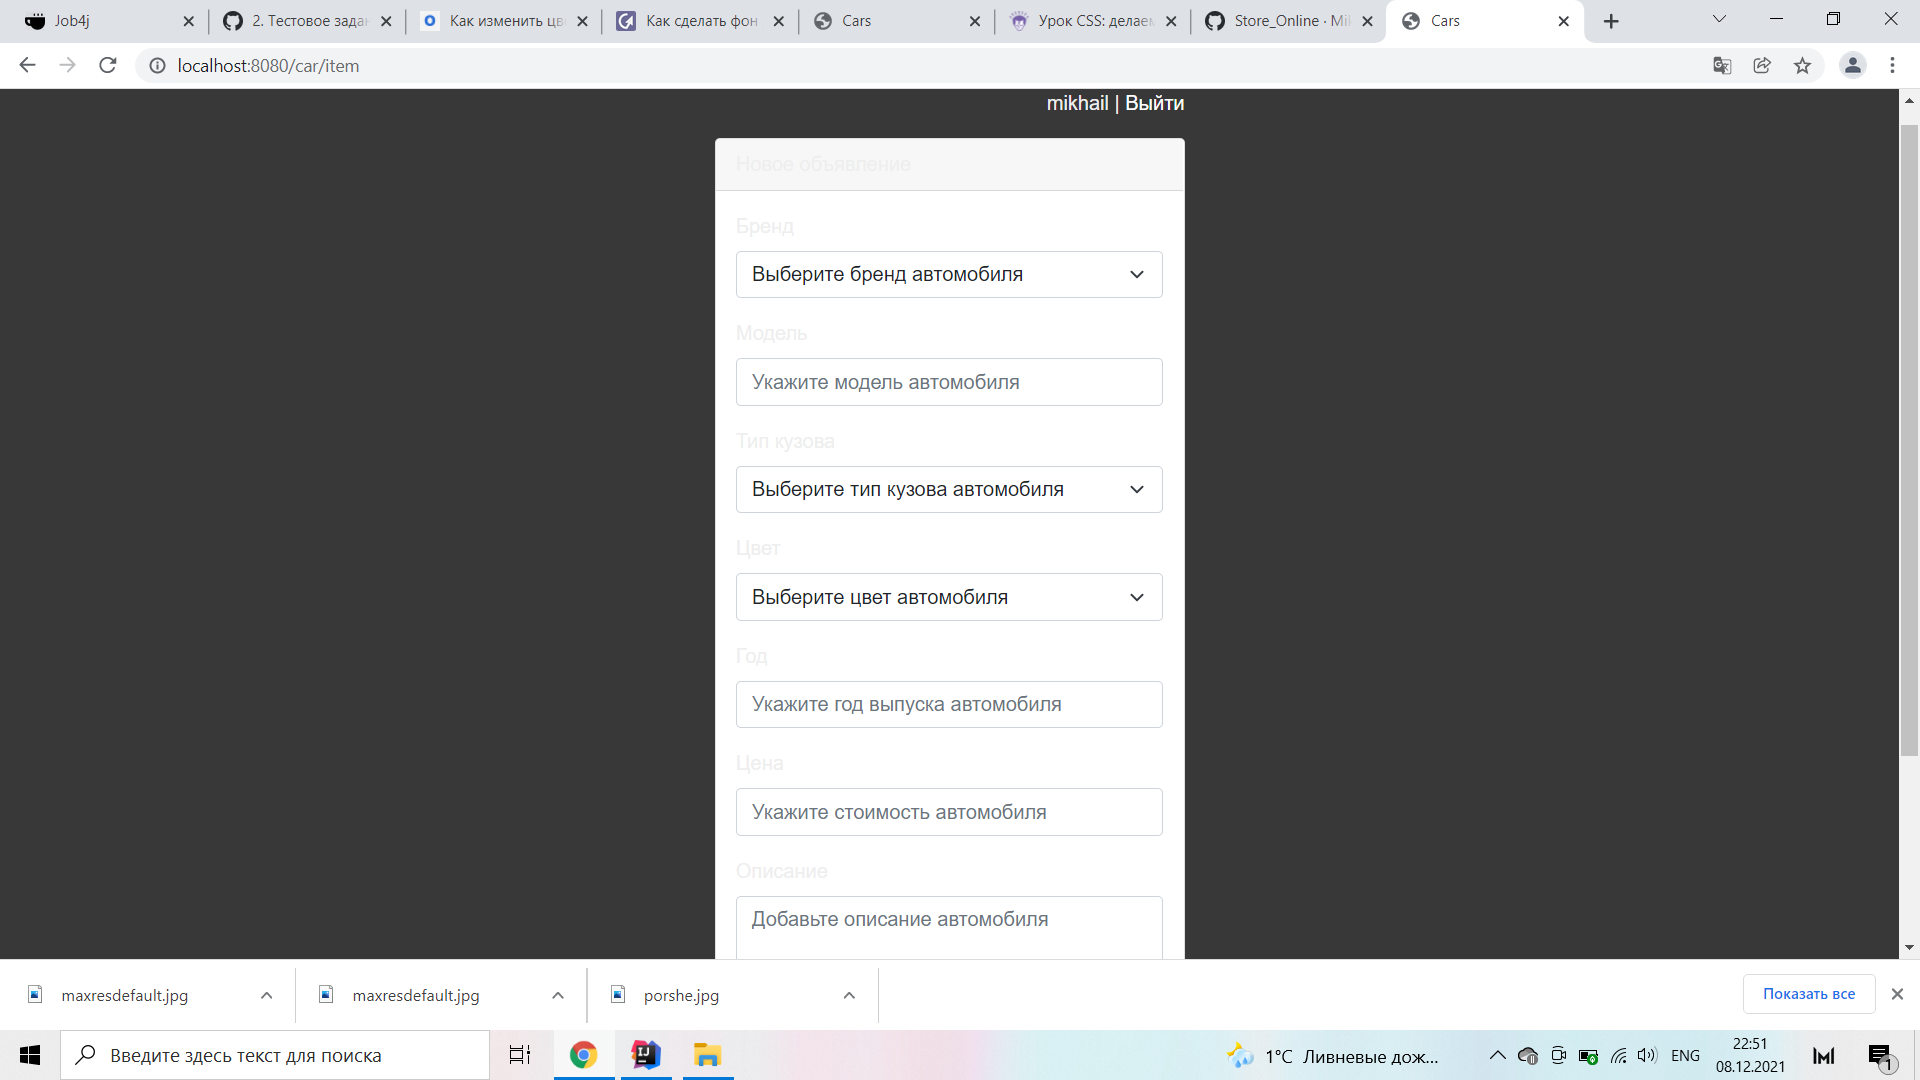 Job4j
2. Тестовое задан
Как изменить цв
Как сделать фон
Cars
Урок CSS: делаем
Store_Online · Mi
Cars
localhost:8080/car/item
mikhail | Выйти
Новое объявление
Бренд
Выберите бренд автомобиля
Модель
Укажите модель автомобиля
Тип кузова
Выберите тип кузова автомобиля
Цвет
Выберите цвет автомобиля
Год
Укажите год выпуска автомобиля
Цена
Укажите стоимость автомобиля
Описание
Добавьте описание автомобиля
maxresdefault.jpg
maxresdefault.jpg
porshe.jpg
Показать все
Введите здесь текст для поиска
1°C Ливневые дож...
ENG
22:51
08.12.2021
1